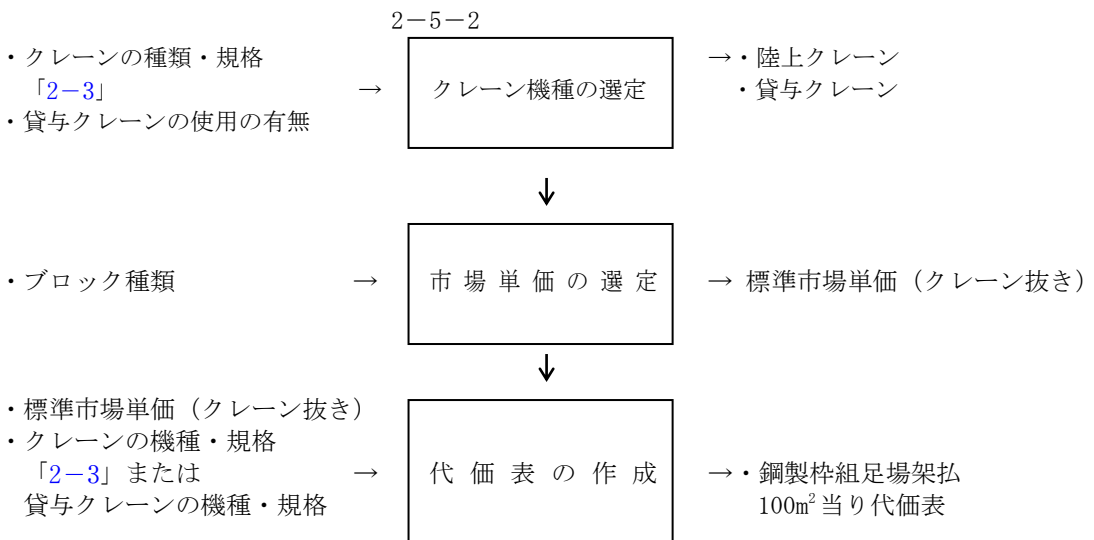 2－5－2
・クレーンの種類・規格
「2－3」
・貸与クレーンの使用の有無
→
クレーン機種の選定
→・陸上クレーン
・貸与クレーン
↓
・ブロック種類
→
市場単価の選定
→ 標準市場単価（クレーン抜き）
↓
・標準市場単価（クレーン抜き）
・クレーンの機種・規格
「2－3」または
貸与クレーンの機種・規格
→
代価表の作成
→・鋼製枠組足場架払
100m²当り代価表